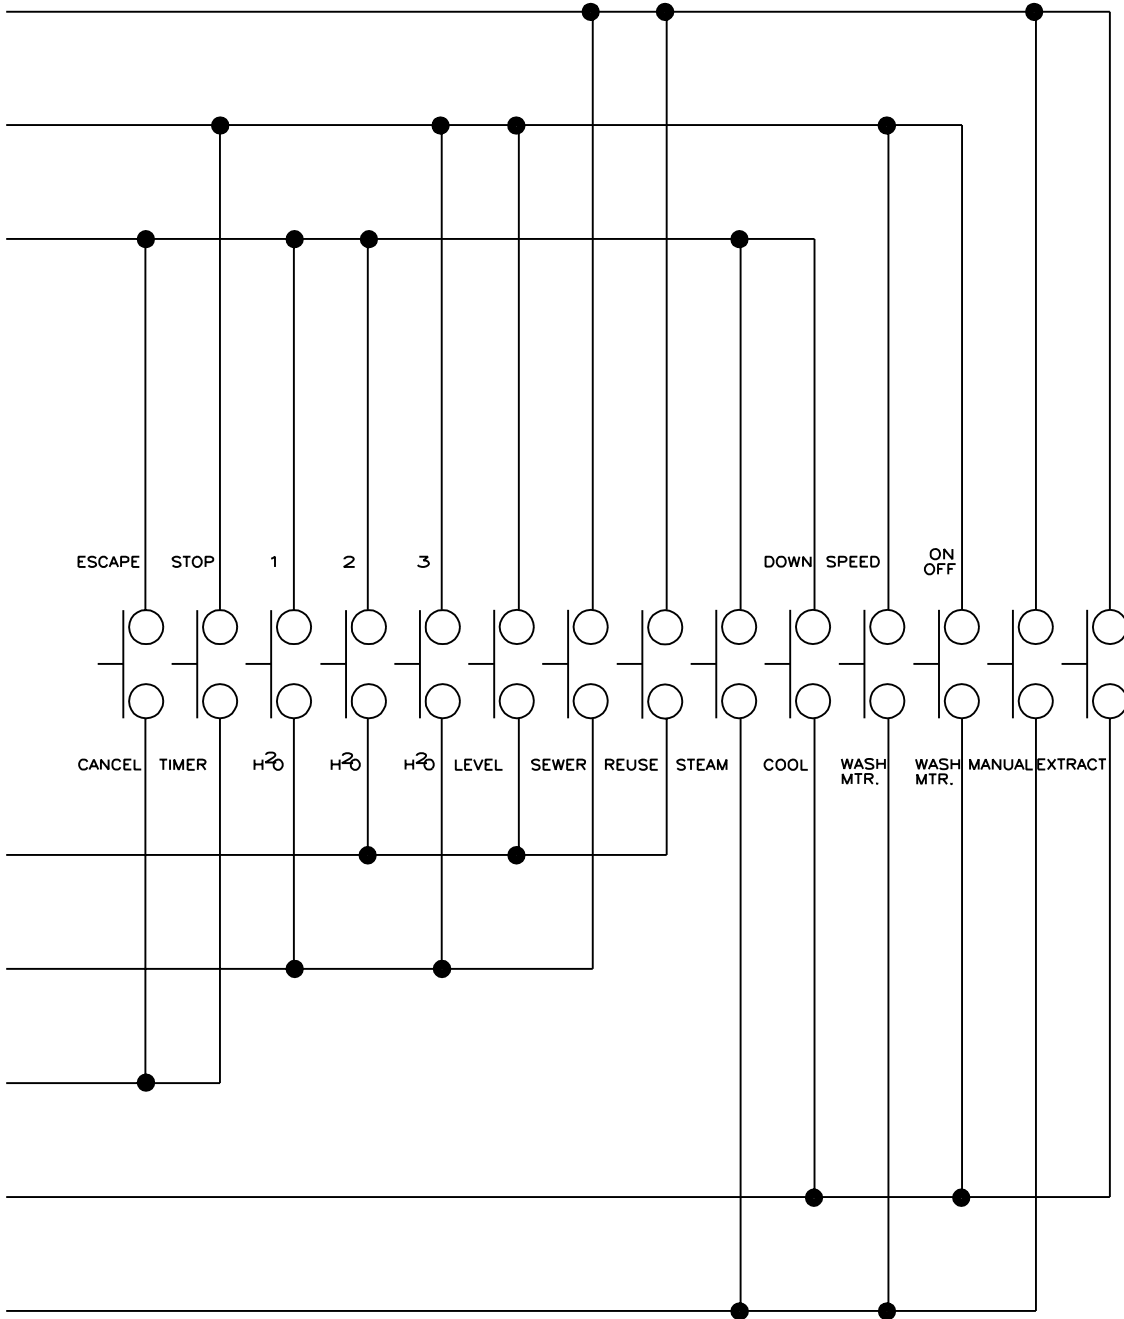 ESCAPE STOP 1 2 3 DOWN SPEED ON
OFF
CANCEL TIMER H2O H2O H2O LEVEL SEWER REUSE STEAM COOL WASH WASH MANUAL EXTRACT
MTR. MTR.